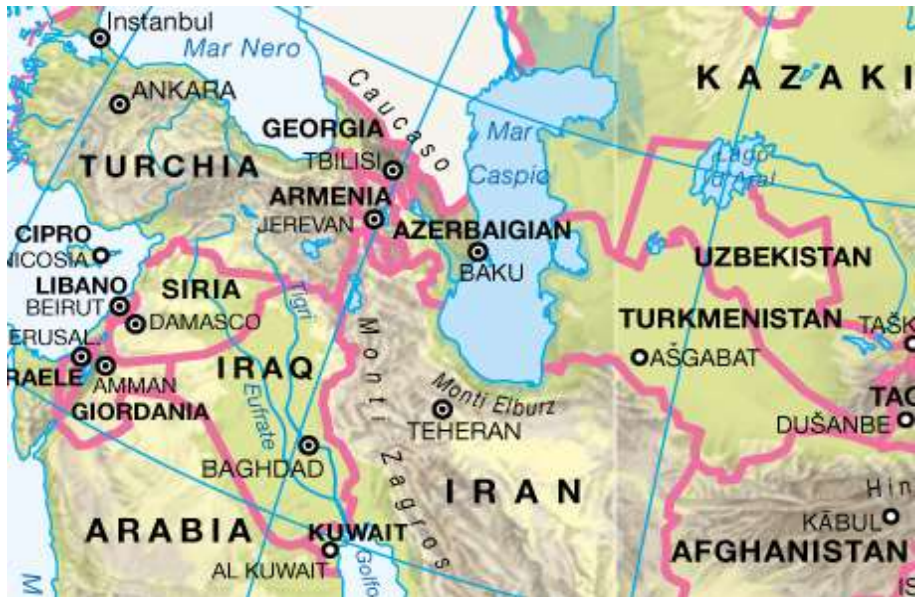 Instanbul
Mar Nero
ANKARA
KAZAKI
Caucaso
GEORGIA
TBILISI
Mar
Caspio
Lago
d'Aral
TURCHIA
ARMENIA
JEREVAN
AZERBAIGIAN
BAKU
CIPRO
NICOSIA
UZBEKISTAN
LIBANO
BEIRUT
SIRIA
DAMASCO
Tigri
TURKMENISTAN
TAŠK
AŠGABAT
ERUSAL.
RAELE
AMMAN
GIORDANIA
IRAQ
Eufrate
Monti Zagros
Monti Elburz
TEHERAN
TAG
DUŠANBE
BAGHDAD
IRAN
Hin
KĀBUL
ARABIA
KUWAIT
AL KUWAIT
Golfo
AFGHANISTAN
M
IS